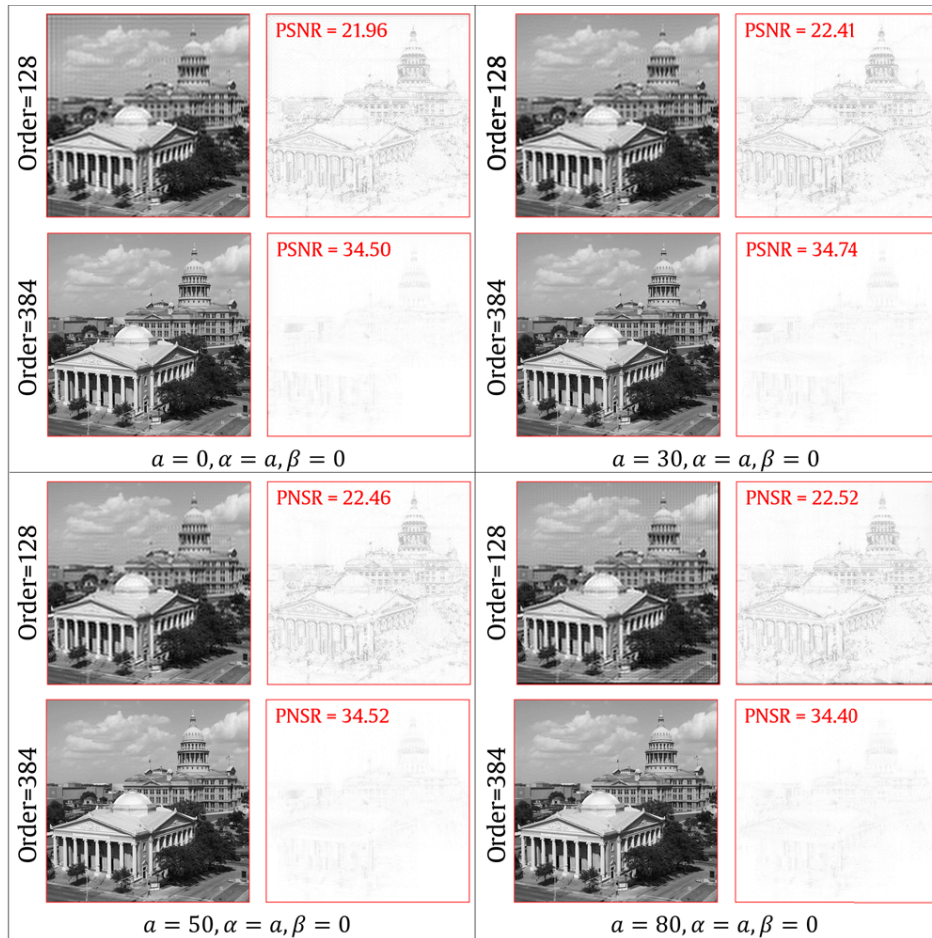 Order=128
PSNR = 21.96
Order=128
PSNR = 22.41
Order=384
PSNR = 34.50
Order=384
PSNR = 34.74
𝑎 = 0, 𝛼 = 𝑎, 𝛽 = 0
𝑎 = 30, 𝛼 = 𝑎, 𝛽 = 0
Order=128
PNSR = 22.46
Order=128
PNSR = 22.52
Order=384
PNSR = 34.52
Order=384
PNSR = 34.40
𝑎 = 50, 𝛼 = 𝑎, 𝛽 = 0
𝑎 = 80, 𝛼 = 𝑎, 𝛽 = 0